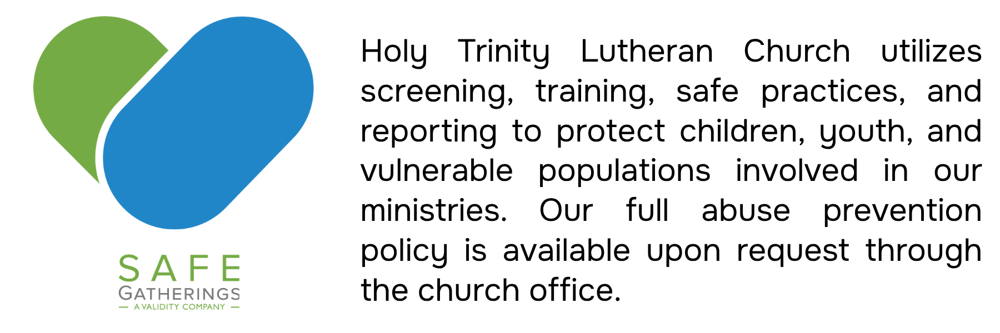 SAFE
GATHERINGS
A VALIDITY COMPANY
Holy Trinity Lutheran Church utilizes
screening, training, safe practices, and
reporting to protect children, youth, and
vulnerable populations involved in our
ministries. Our full abuse prevention
policy is available upon request through
the church office.